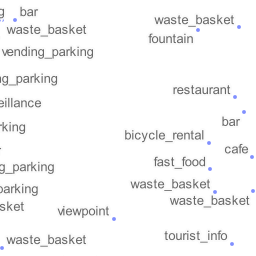 g bar
waste_basket
waste_basket
fountain
vending_parking
ng_parking
restaurant
eillance
bar
rking
bicycle_rental
cafe
fast_food
g_parking
waste_basket
parking
waste_basket
sket
viewpoint
tourist_info
waste_basket